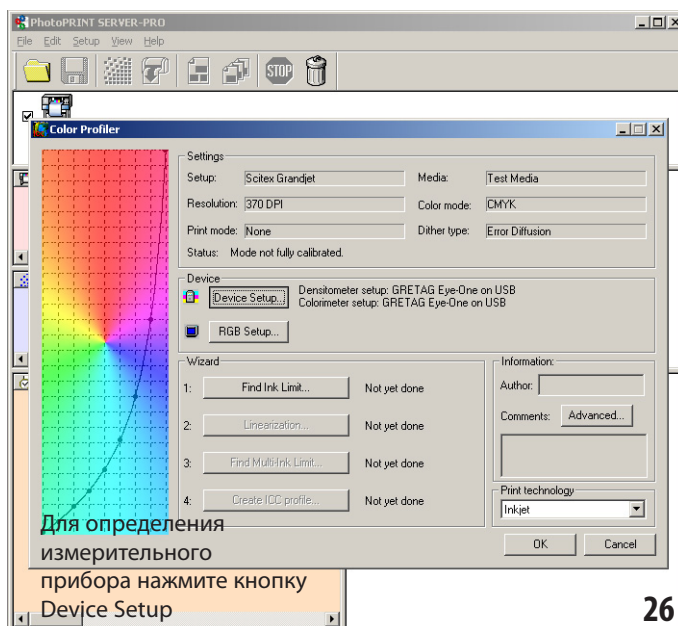 PhotoPRINT SERVER-PRO
File Edit Setup View Help
STOP
Color Profiler
Settings
Setup: Scitex Grandjet Media: Test Media
Resolution: 370 DPI Color mode: CMYK
Print mode: None Dither type: Error Diffusion
Status: Mode not fully calibrated.
Device
Device Setup... Densitometer setup: GRETAG Eye-One on USB
Colorimeter setup: GRETAG Eye-One on USB
RGB Setup...
Wizard
1: Find Ink Limit... Not yet done
2: Linearization... Not yet done
3: Find Multi-Ink Limit... Not yet done
4: Create ICC profile... Not yet done
Information:
Author:
Comments: Advanced...
Print technology
Inkjet
OK Cancel
Для определения
измерительного
прибора нажмите кнопку
Device Setup
26